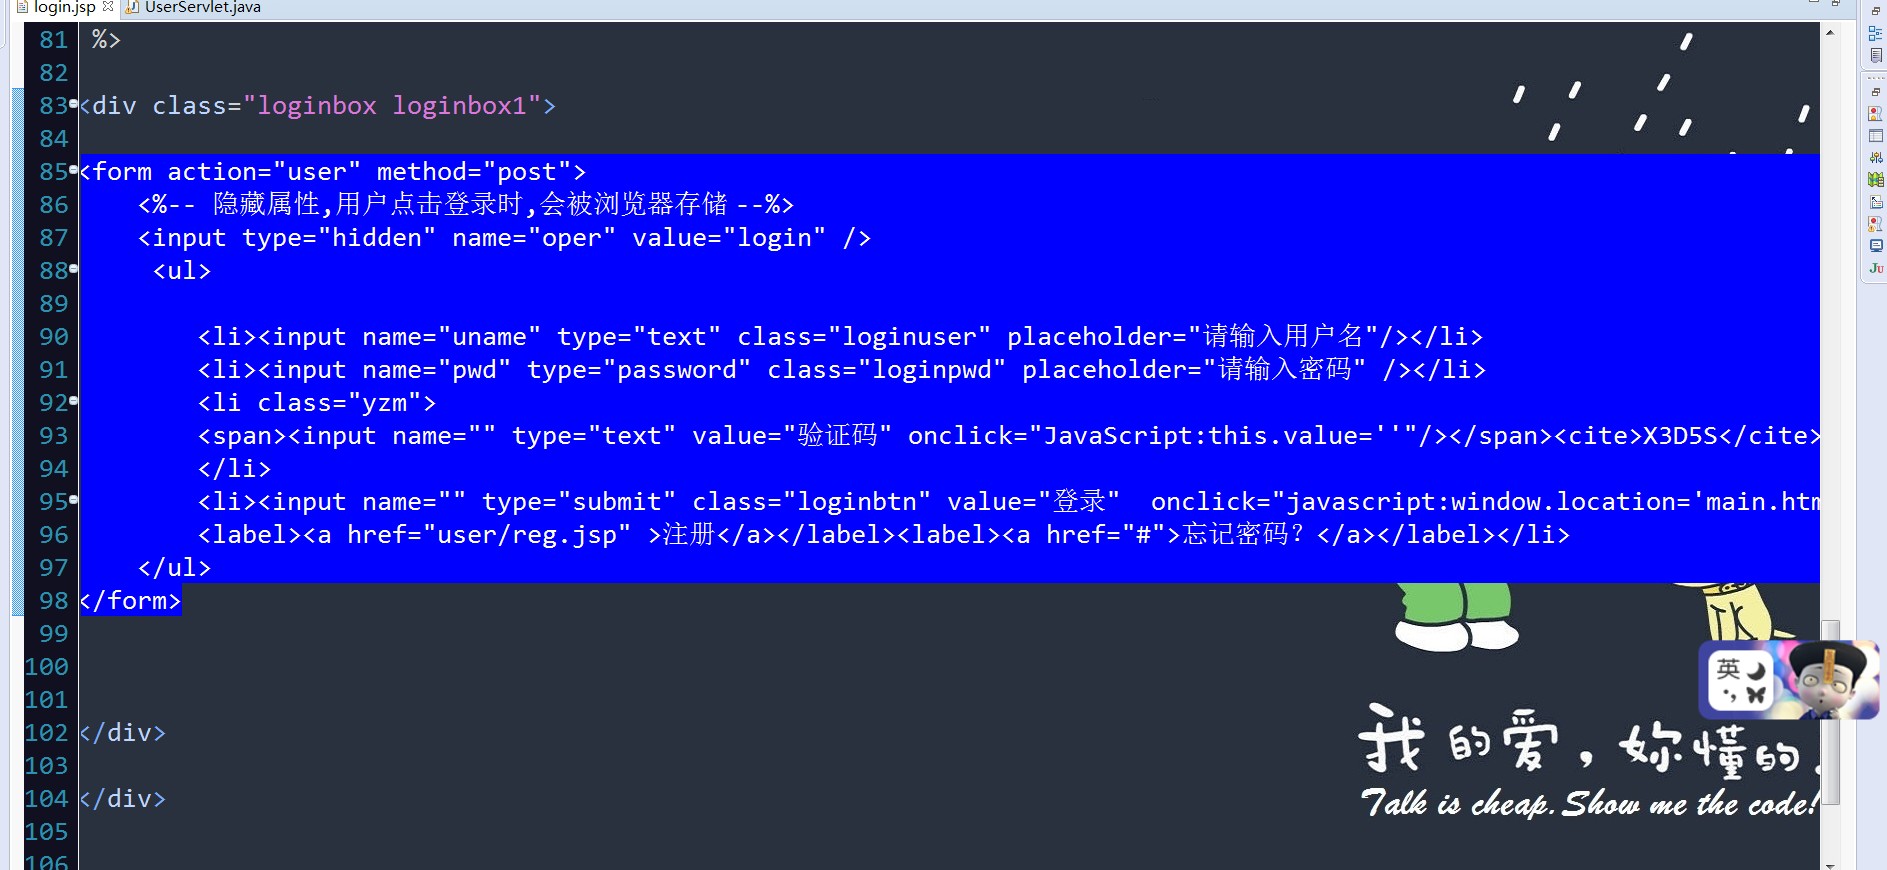 login.jsp UserServlet.java
81 %>
82
83 <div class="loginbox loginbox1">
84
85 <form action="user" method="post">
86 <%-- 隐藏属性,用户点击登录时,会被浏览器存储 --%>
87 <input type="hidden" name="oper" value="login" />
88 <ul>
89
90 <li><input name="uname" type="text" class="loginuser" placeholder="请输入用户名"/></li>
91 <li><input name="pwd" type="password" class="loginpwd" placeholder="请输入密码" /></li>
92 <li class="yzm">
93 <span><input name="" type="text" value="验证码" onclick="JavaScript:this.value=''"/></span><cite>X3D5S</cite>
94 </li>
95 <li><input name="" type="submit" class="loginbtn" value="登录"  onclick="javascript:window.location='main.htm
96 <label><a href="user/reg.jsp" >注册</a></label><label><a href="#">忘记密码？</a></label></li>
97 </ul>
98 </form>
99
100
101
102 </div>
103
104 </div>
105
106
英
我的爱，妳懂的.
Talk is cheap. Show me the code!
Ju